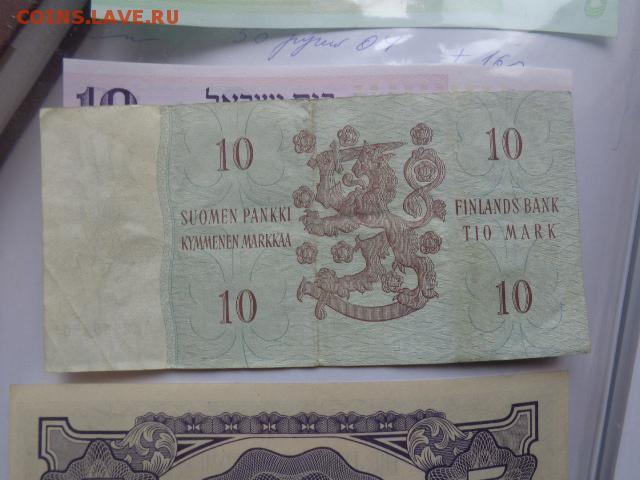 COINS.LAVE.RU
10
10 10
SUOMEN PANKKI
KYMMENEN MARKKAA
FINLANDS BANK
TIO MARK
10 10